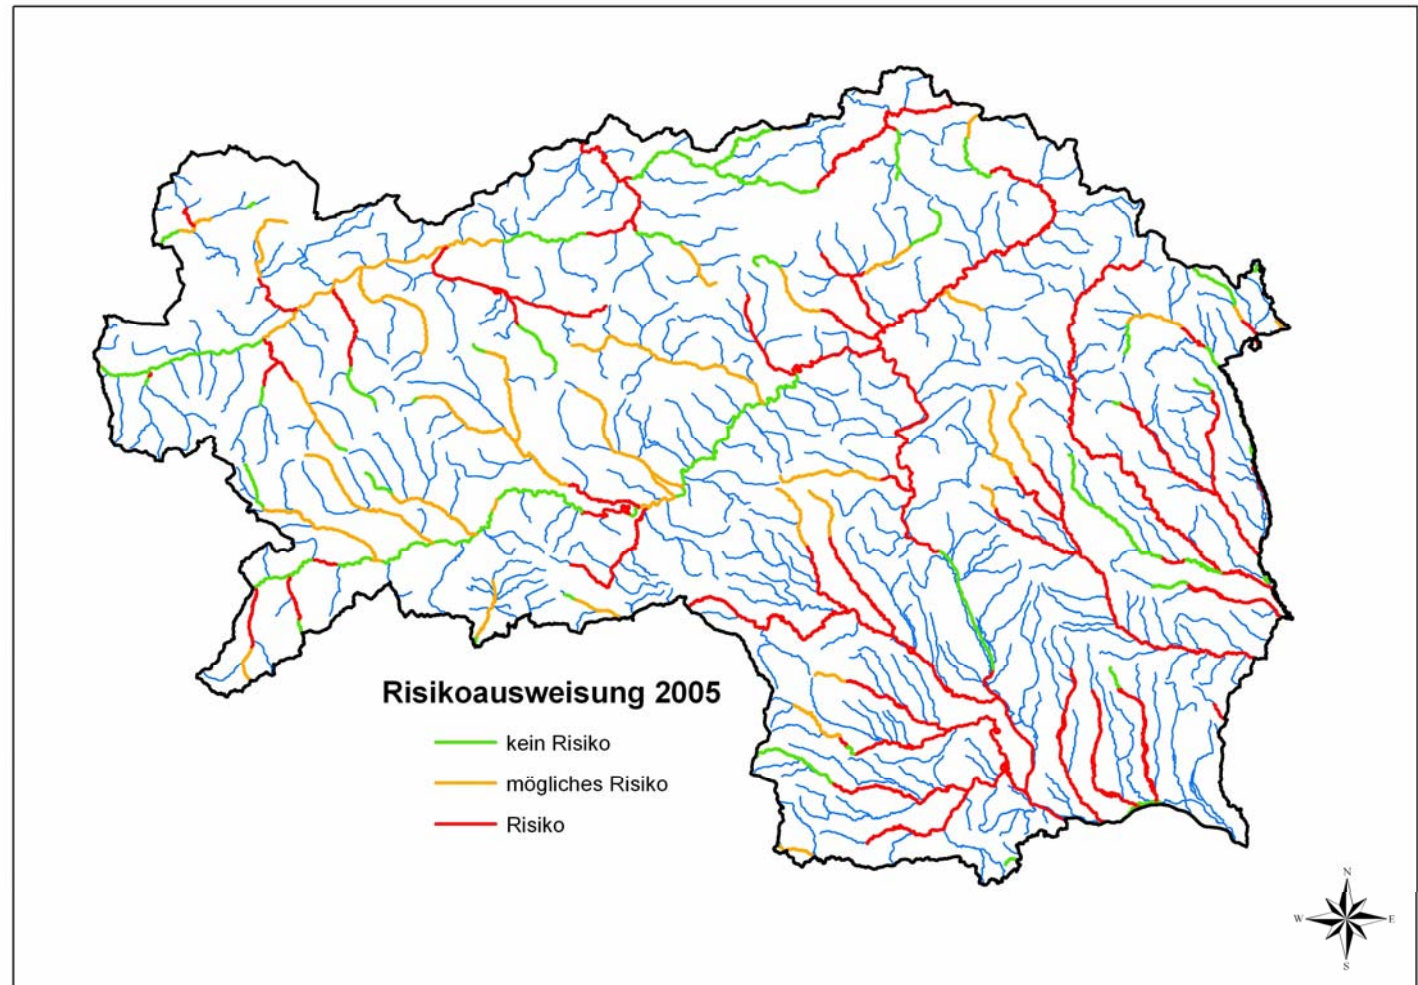 Risikoausweisung 2005
kein Risiko
mögliches Risiko
Risiko
N
W E
S